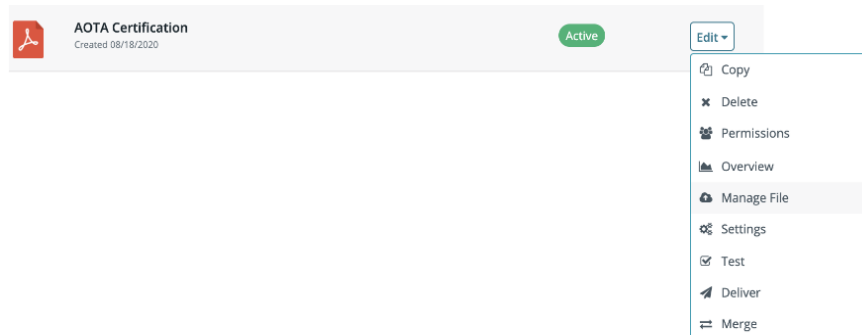 AOTA Certification
Created 08/18/2020
Active
Edit
Copy
Delete
Permissions
Overview
Manage File
Settings
Test
Deliver
Merge